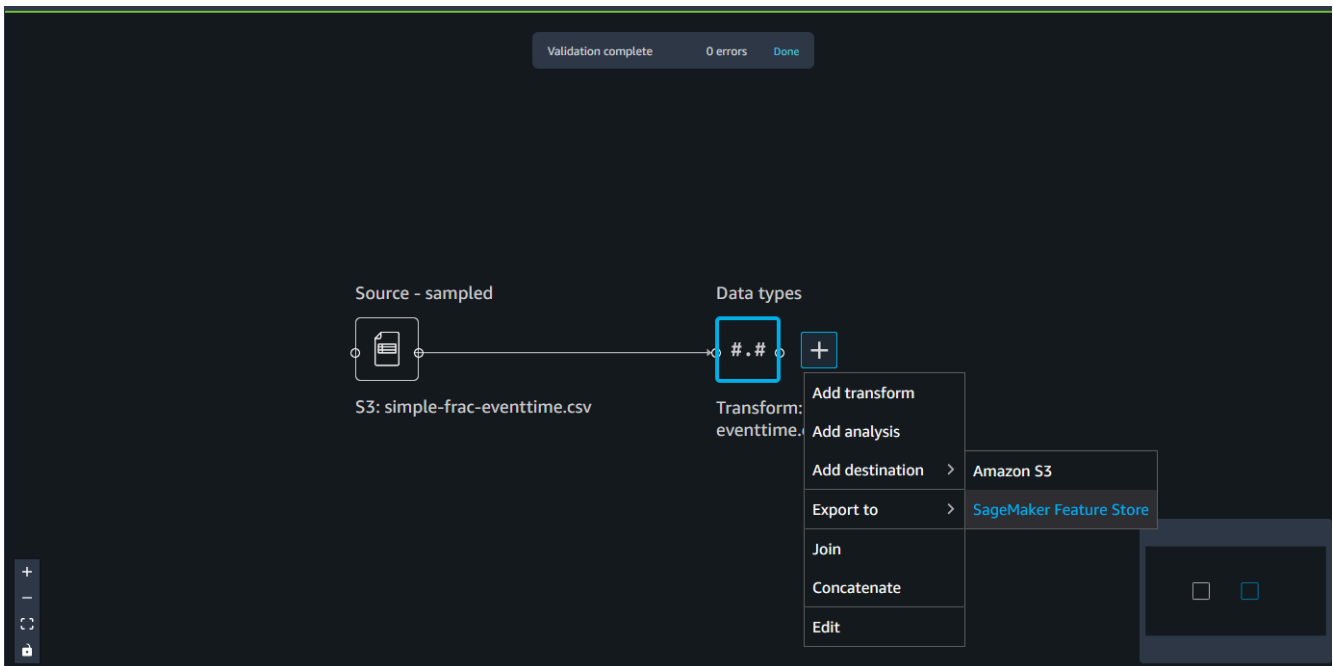 Validation complete 0 errors Done
Source - sampled
Data types
#.#
S3: simple-frac-eventtime.csv
Transform:
eventtime.
Add transform
Add analysis
Add destination
Export to
Join
Concatenate
Edit
Amazon S3
SageMaker Feature Store